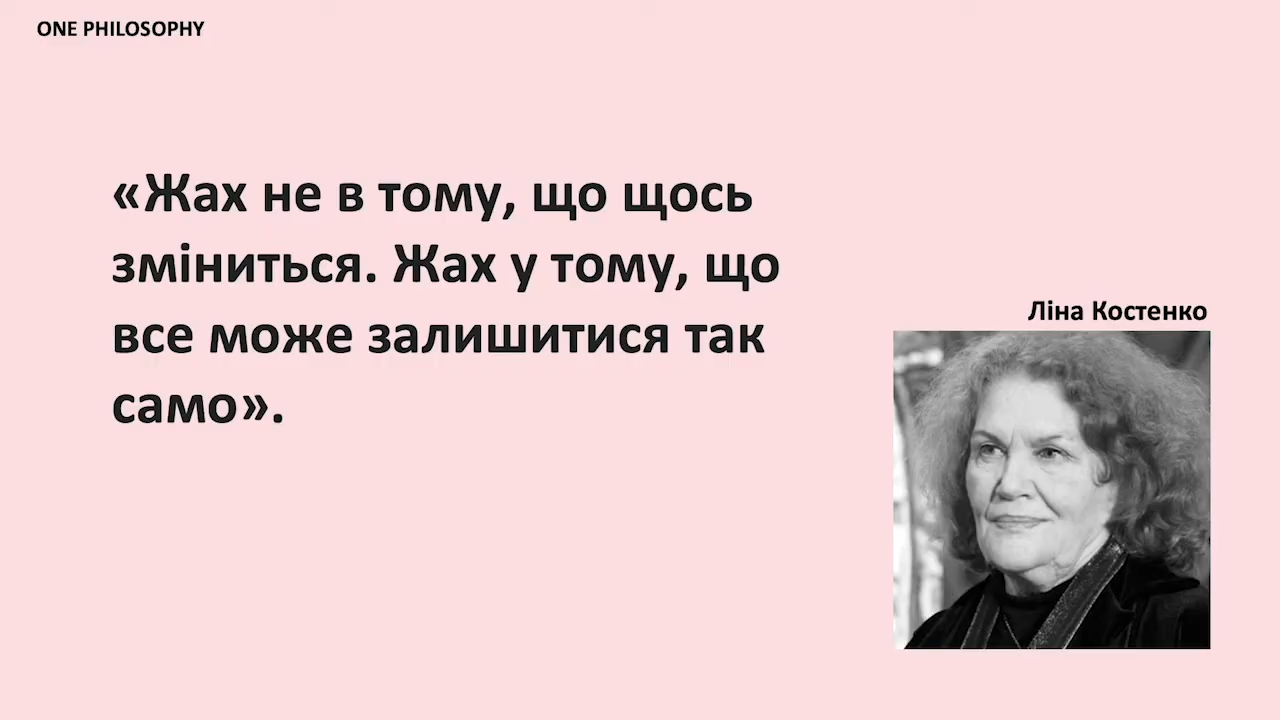 ONE PHILOSOPHY
«Жах не в тому, що щось
зміниться. Жах у тому, що
все може залишитися так
само».
Ліна Костенко